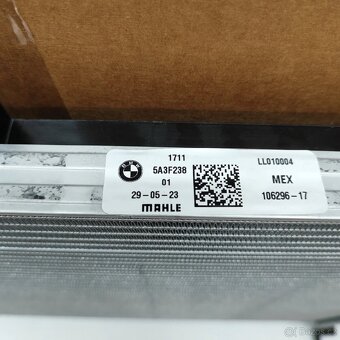 1711
LL010004
5A3F238
01
MEX
29-05-23
106296-17
MAHLE